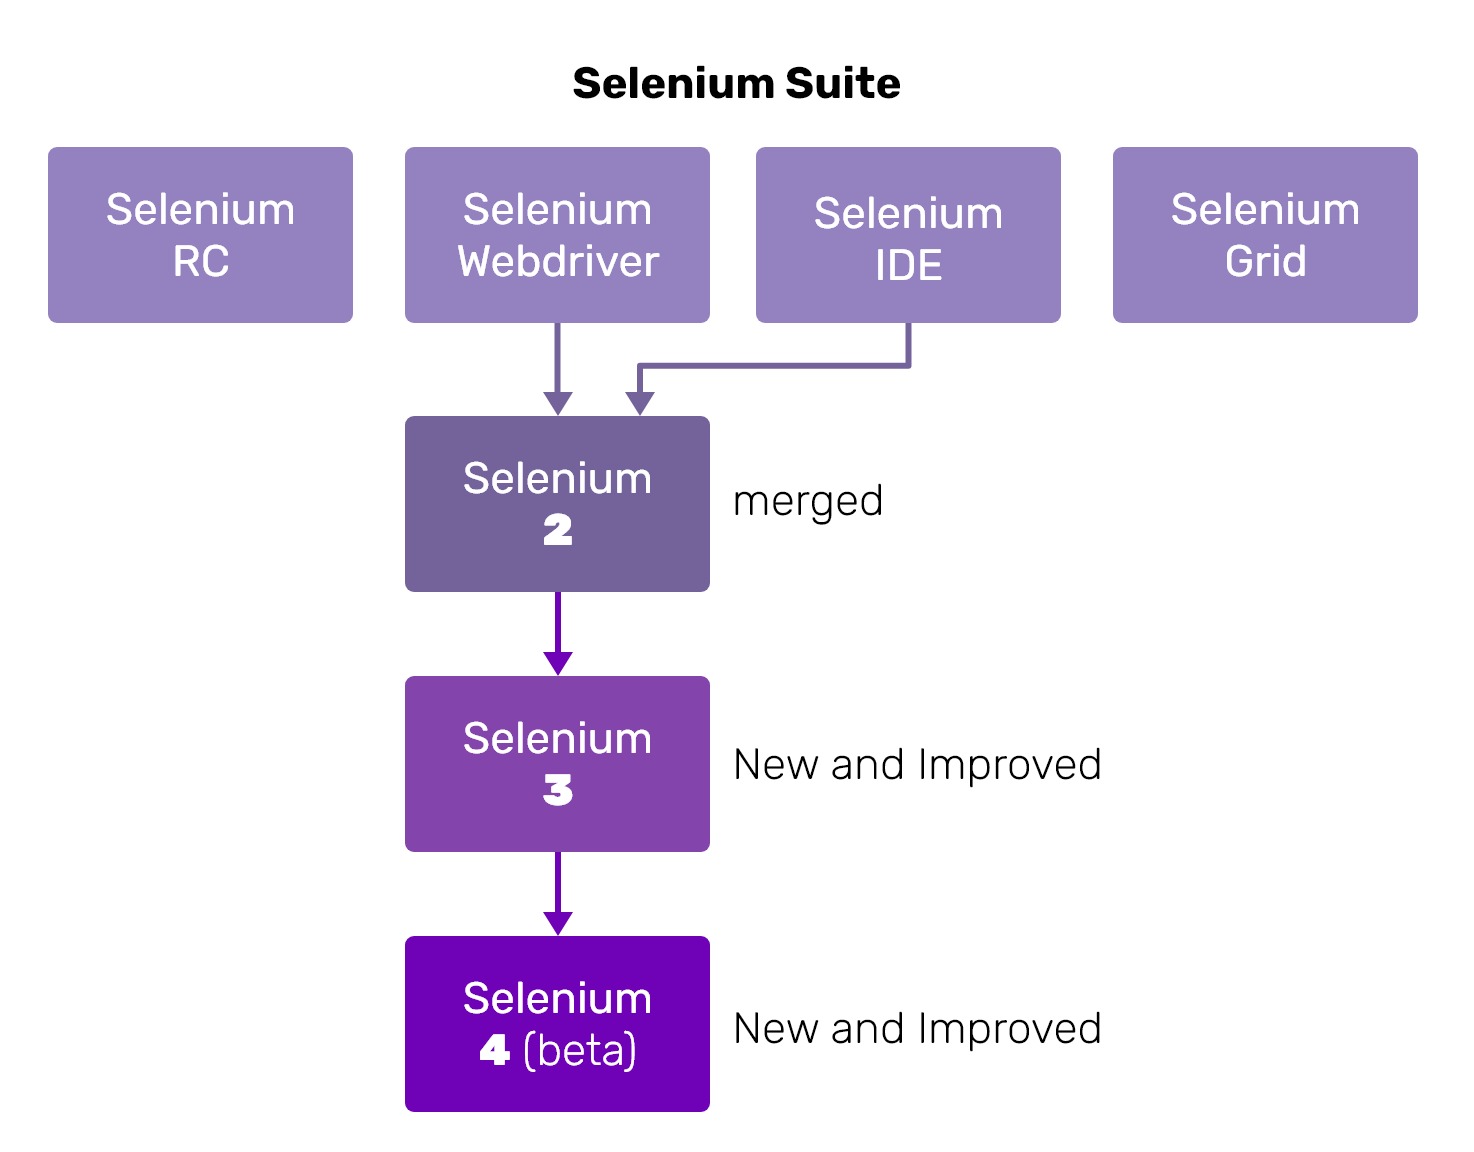 Selenium Suite
Selenium
RC
Selenium
Webdriver
Selenium
IDE
Selenium
Grid
Selenium
2
merged
Selenium
3
New and Improved
Selenium
4 (beta)
New and Improved